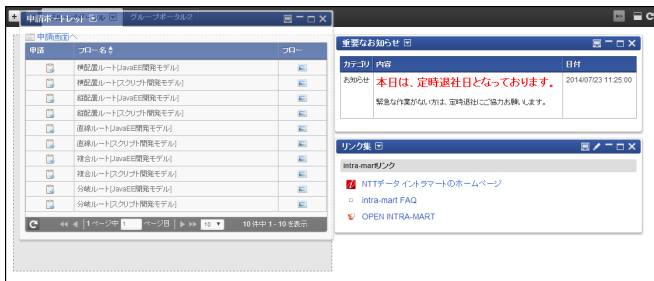 申請ポートレット
グループポータル2
申請画面へ
申請 フロー名 フロー
横配置ルート[JavaEE開発モデル]
横配置ルート[スクリプト開発モデル]
縦配置ルート[JavaEE開発モデル]
縦配置ルート[スクリプト開発モデル]
直線ルート[JavaEE開発モデル]
直線ルート[スクリプト開発モデル]
複合ルート[JavaEE開発モデル]
複合ルート[スクリプト開発モデル]
分岐ルート[JavaEE開発モデル]
分岐ルート[スクリプト開発モデル]
1 ページ中 1 ページ目 10 10 件中 1 - 10 を表示
重要なお知らせ
カテゴリ 内容 日付
お知らせ 本日は、定時退社日となっております。 2014/07/23 11:25:00
緊急な作業がない方は、定時退社にご協力お願いします。
リンク集
intra-martリンク
NTTデータ イントラマートのホームページ
intra-mart FAQ
OPEN INTRA-MART